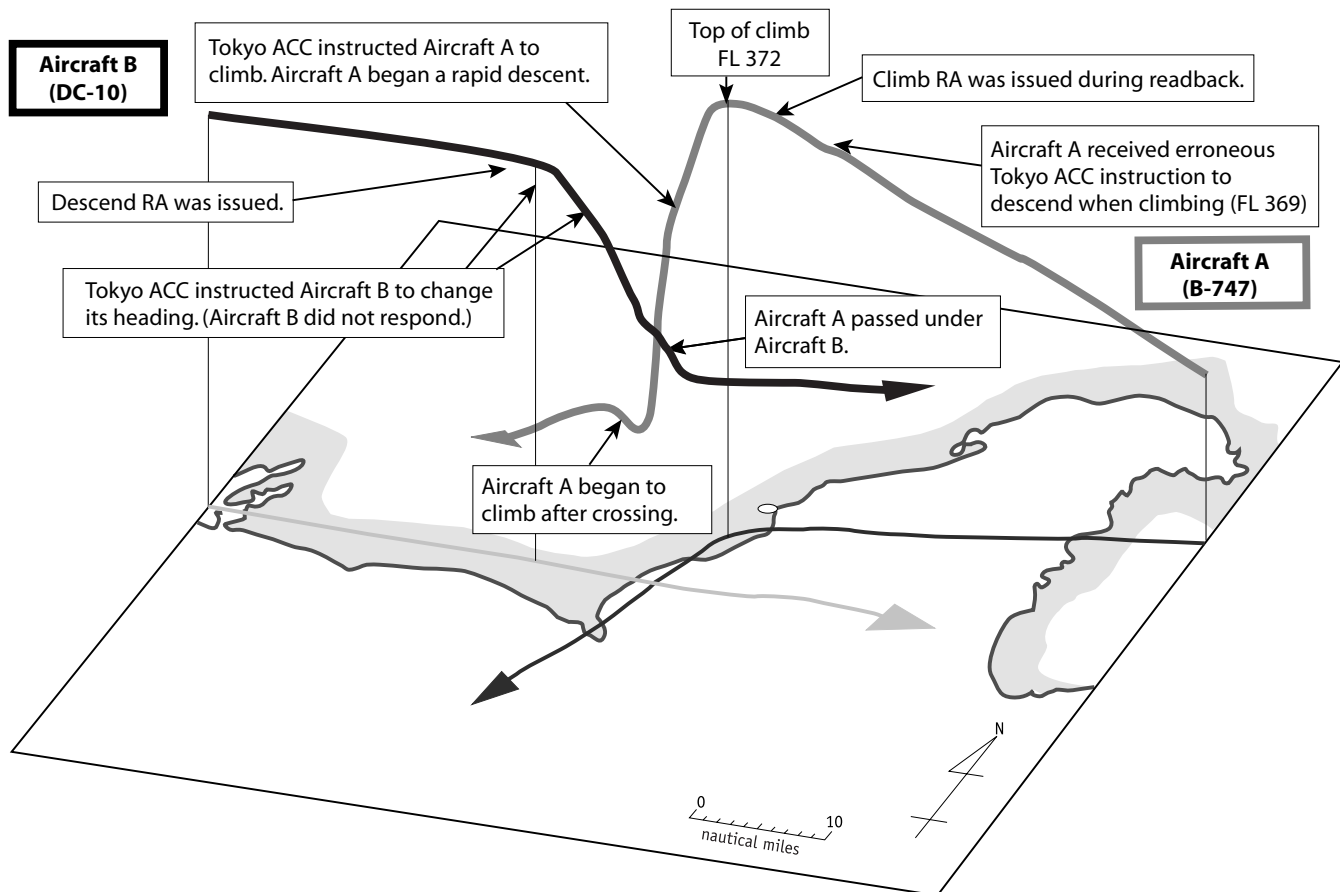 Aircraft B
(DC-10)
Tokyo ACC instructed Aircraft A to
climb. Aircraft A began a rapid descent.
Top of climb
FL 372
Climb RA was issued during readback.
Aircraft A received erroneous
Tokyo ACC instruction to
descend when climbing (FL 369)
Descend RA was issued.
Aircraft A
(B-747)
Tokyo ACC instructed Aircraft B to change
its heading. (Aircraft B did not respond.)
Aircraft A passed under
Aircraft B.
Aircraft A began to
climb after crossing.
N
0
10
nautical miles